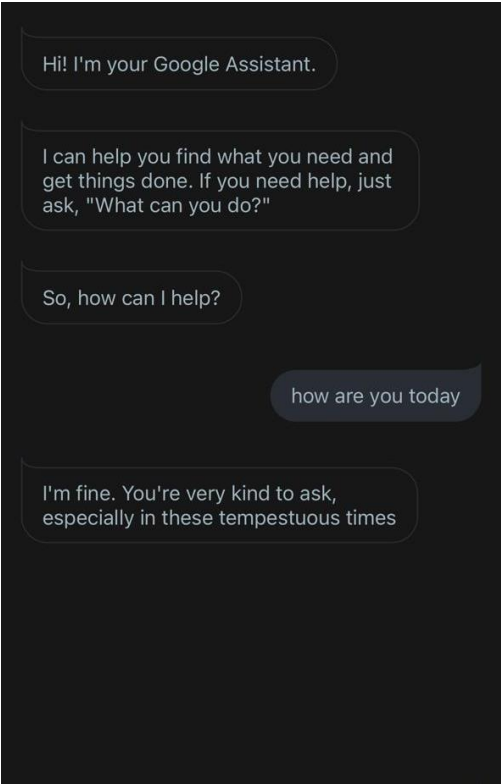 Hi! I'm your Google Assistant.
I can help you find what you need and
get things done. If you need help, just
ask, "What can you do?"
So, how can I help?
how are you today
I'm fine. You're very kind to ask,
especially in these tempestuous times